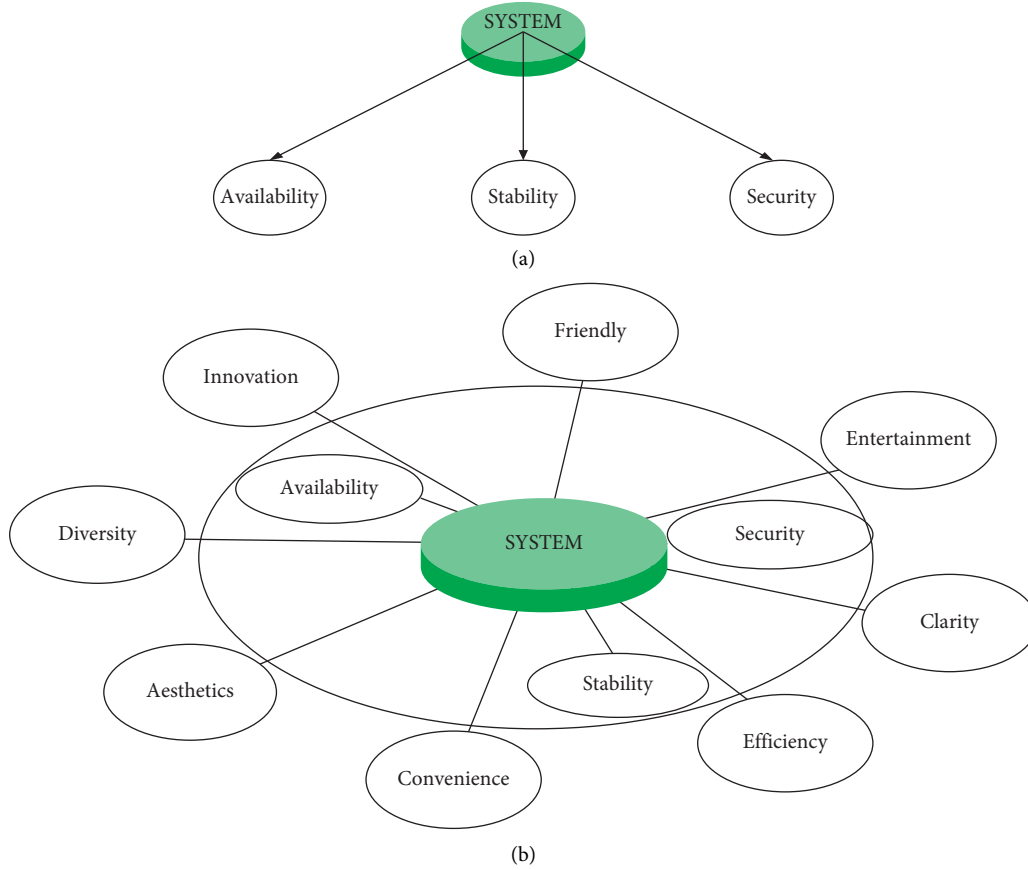 SYSTEM
Availability
Stability
Security
(a)
Friendly
Innovation
Entertainment
Availability
Diversity
Security
SYSTEM
Clarity
Stability
Aesthetics
Efficiency
Convenience
(b)